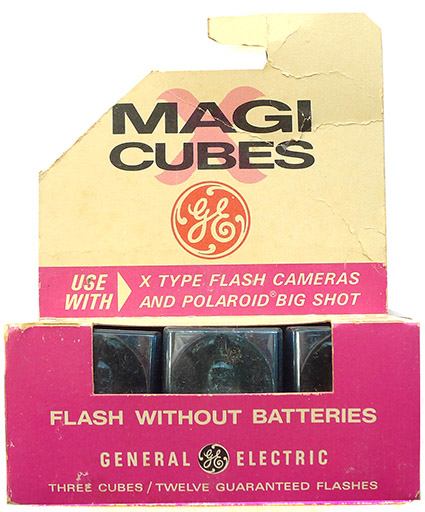 X
MAGI
CUBES
GE
USE WITH
X TYPE FLASH CAMERAS
AND POLAROID® BIG SHOT
FLASH WITHOUT BATTERIES
GENERAL GE ELECTRIC
THREE CUBES / TWELVE GUARANTEED FLASHES